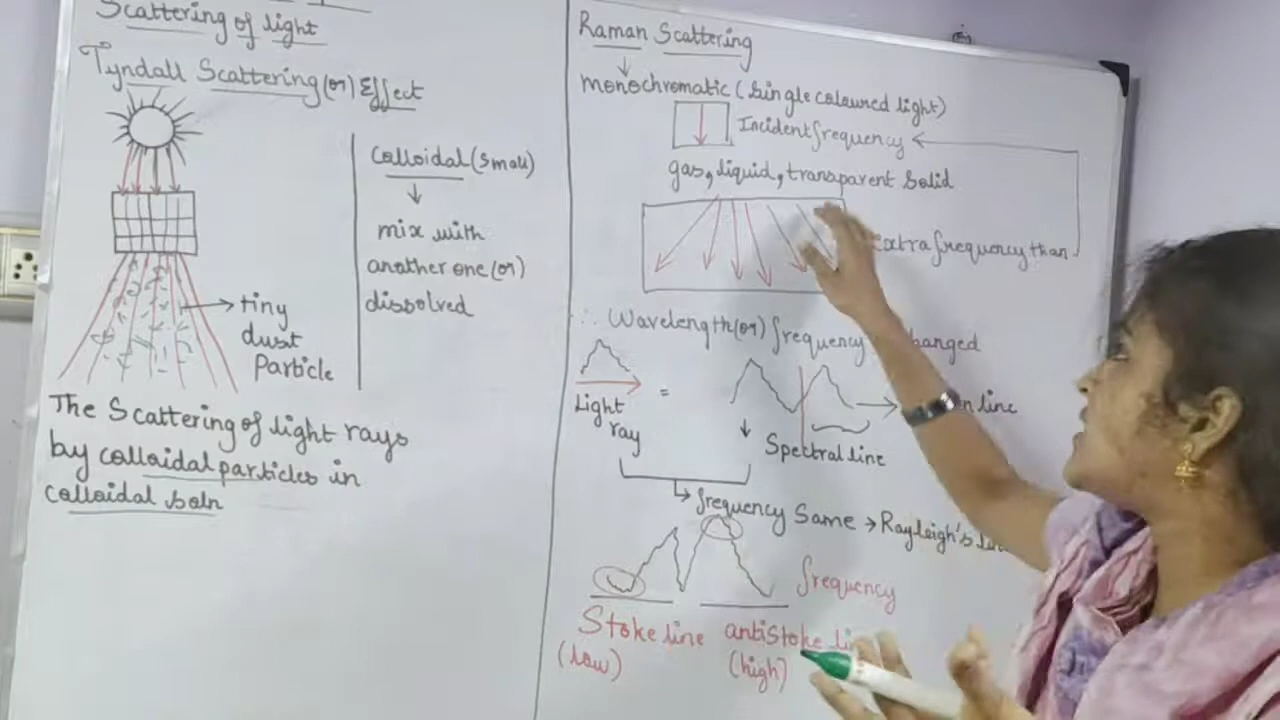 Scattering of light
Tyndall Scattering (or) Effect
Colloidal (small)
mix with
another one (or)
dissolved
tiny
dust
Particle
The Scattering of light rays
by colloidal particles in
colloidal soln
Raman Scattering
monochromatic (single coloured light)
Incident frequency
gas, liquid, transparent solid
extra frequency than
∴ Wavelength (or) frequency
Light
ray
=
line
Spectral line
frequency Same → Rayleigh's
frequency
Stoke line
(low)
antistoke
(high)